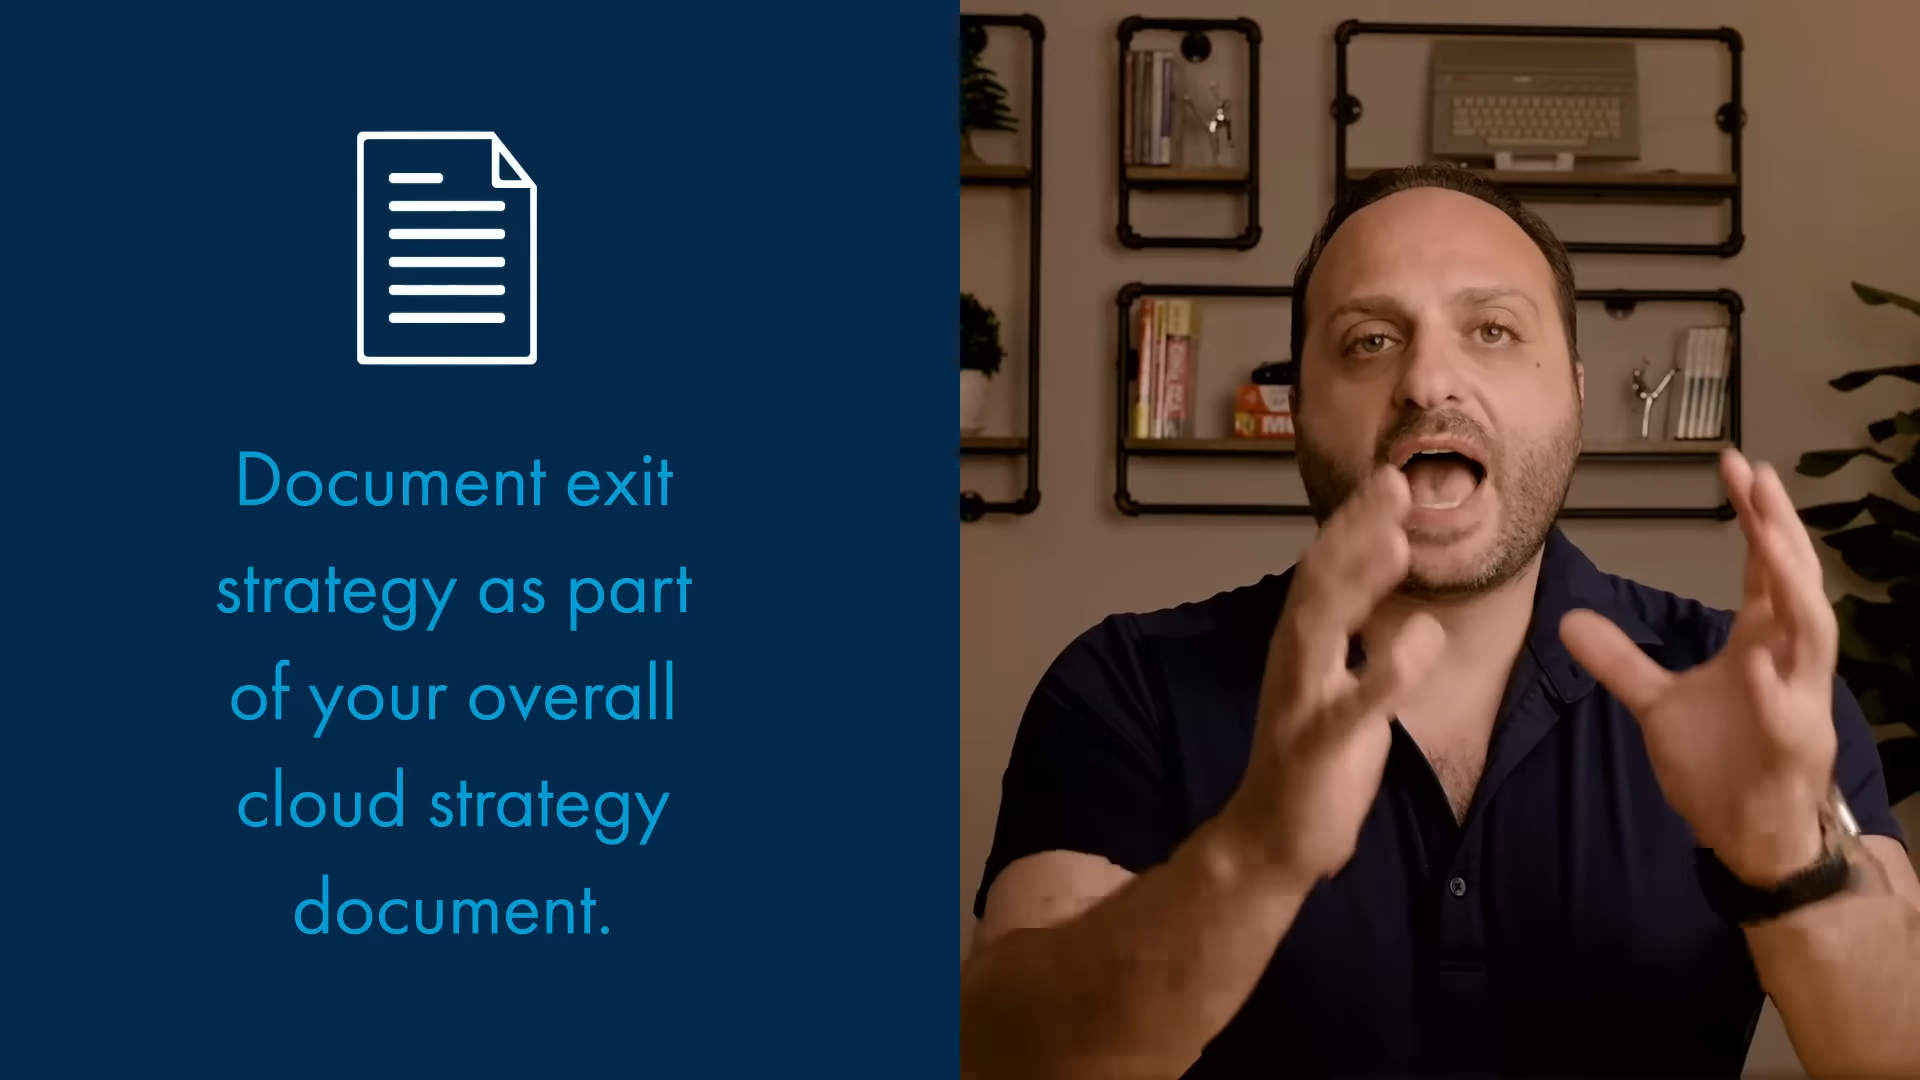 Document exit
strategy as part
of your overall
cloud strategy
document.